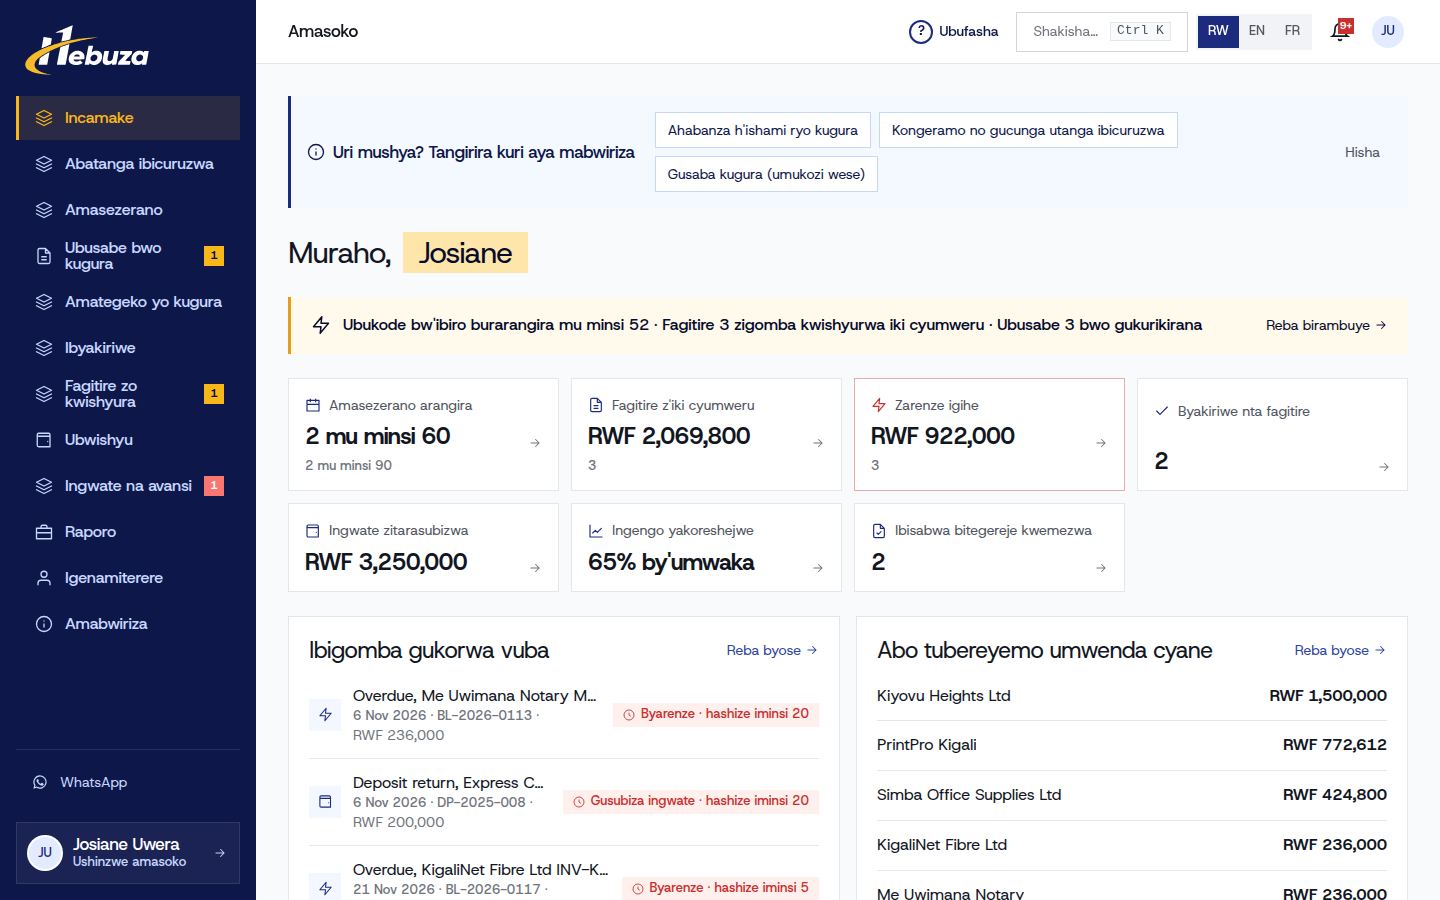 Hebuza
Incamake
Abatanga ibicuruzwa
Amasezerano
Ubusabe bwo
kugura
1
Amategeko yo kugura
Ibyakiriwe
Fagitire zo
kwishyura
1
Ubwishyu
Ingwate na avansi 1
Raporo
Igenamiterere
Amabwiriza
WhatsApp
JU
Josiane Uwera
Ushinzwe amasoko
Amasoko
? Ubufasha
Shakisha... Ctrl K
RW EN FR
9+
JU
Uri mushya? Tangirira kuri aya mabwiriza
Ahabanza h'ishami ryo kugura
Kongeramo no gucunga utanga ibicuruzwa
Gusaba kugura (umukozi wese)
Hisha
Muraho, Josiane
Ubukode bw'ibiro burarangira mu minsi 52 · Fagitire 3 zigomba kwishyurwa iki cyumweru · Ubusabe 3 bwo gukurikirana
Reba birambuye →
Amasezerano arangira
2 mu minsi 60 →
2 mu minsi 90
Fagitire z'iki cyumweru
RWF 2,069,800 →
3
Zarenze igihe
RWF 922,000 →
3
Byakiriwe nta fagitire
2 →
Ingwate zitarasubizwa
RWF 3,250,000 →
Ingengo yakoreshejwe
65% by'umwaka →
Ibisabwa bitegereje kwemezwa
2 →
Ibigomba gukorwa vuba
Reba byose →
Overdue, Me Uwimana Notary M...
6 Nov 2026 · BL-2026-0113 ·
RWF 236,000
Byarenze · hashize iminsi 20
Deposit return, Express C...
6 Nov 2026 · DP-2025-008 ·
RWF 200,000
Gusubiza ingwate · hashize iminsi 20
Overdue, KigaliNet Fibre Ltd INV-K...
21 Nov 2026 · BL-2026-0117 ·
Byarenze · hashize iminsi 5
Abo tubereyemo umwenda cyane
Reba byose →
Kiyovu Heights Ltd RWF 1,500,000
PrintPro Kigali RWF 772,612
Simba Office Supplies Ltd RWF 424,800
KigaliNet Fibre Ltd RWF 236,000
Me Uwimana Notary RWF 236,000